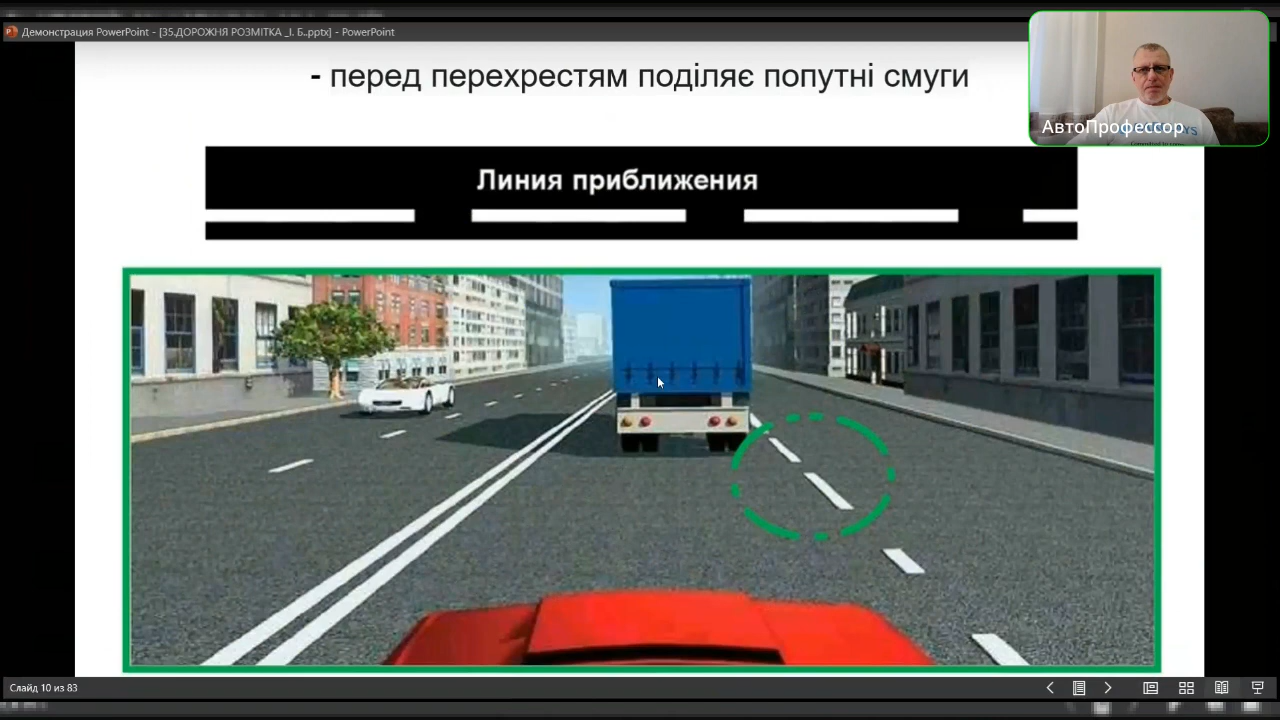 Демонстрация PowerPoint - [35.ДОРОЖНЯ РОЗМІТКА _І. Б..pptx] - PowerPoint
- перед перехрестям поділяє попутні смуги
АвтоПрофессор
Линия приближения
Слайд 10 из 83